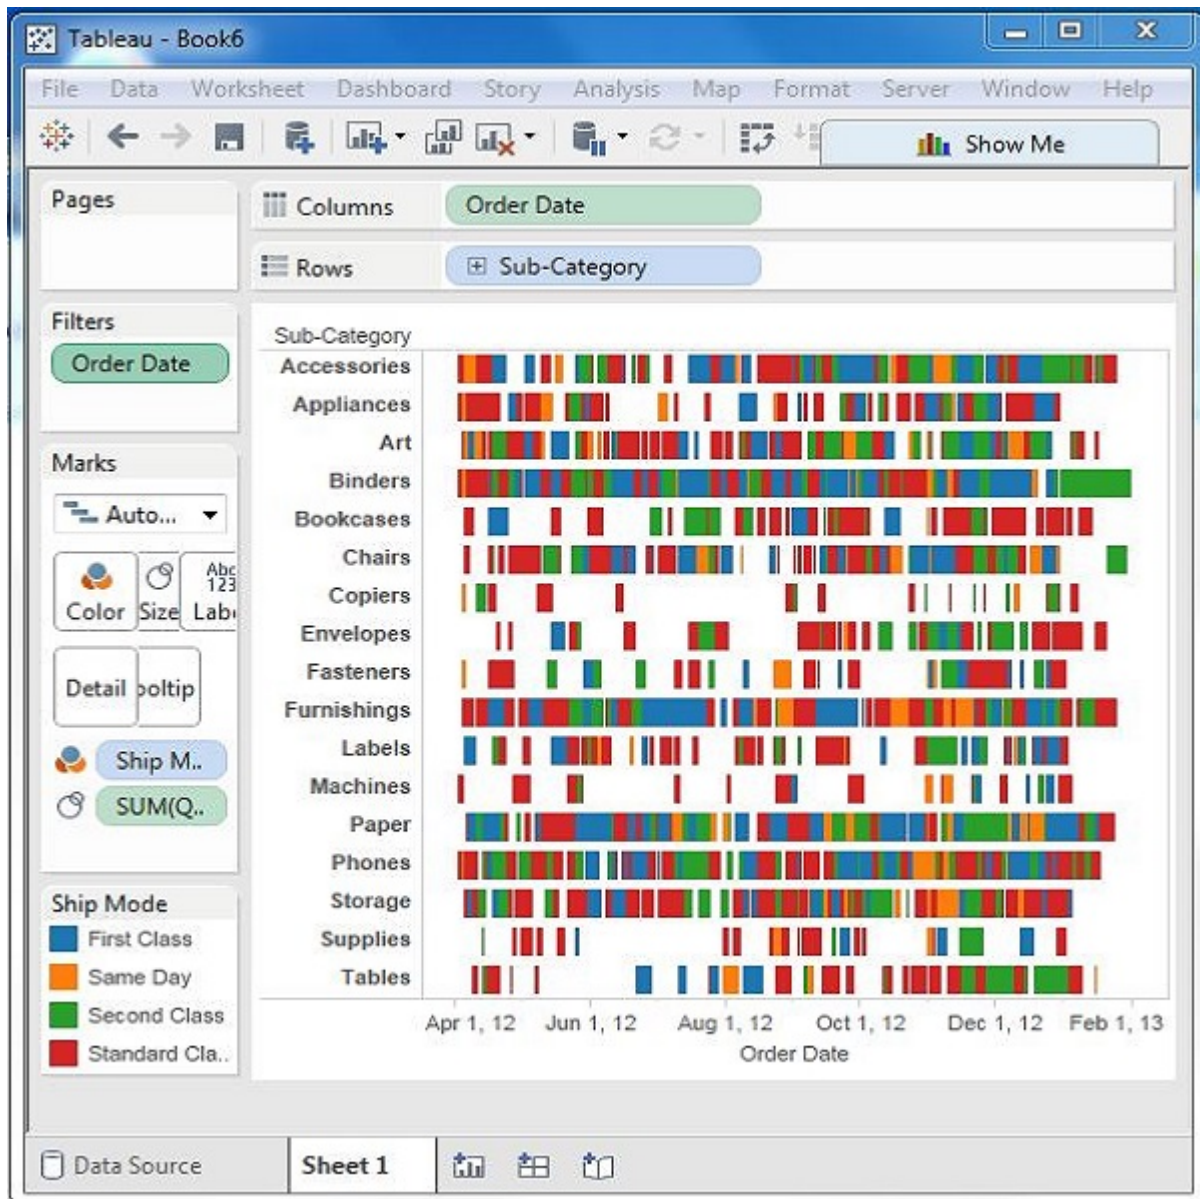 Tableau - Book6
File Data Worksheet Dashboard Story Analysis Map Format Server Window Help
Show Me
Pages
Columns Order Date
Rows Sub-Category
Filters
Order Date
Marks
Auto...
Color Size Abc 123 Lab
Detail ooltip
Ship M..
SUM(Q..
Ship Mode
First Class
Same Day
Second Class
Standard Cla..
Sub-Category
Accessories
Appliances
Art
Binders
Bookcases
Chairs
Copiers
Envelopes
Fasteners
Furnishings
Labels
Machines
Paper
Phones
Storage
Supplies
Tables
Apr 1, 12 Jun 1, 12 Aug 1, 12 Oct 1, 12 Dec 1, 12 Feb 1, 13
Order Date
Data Source Sheet 1